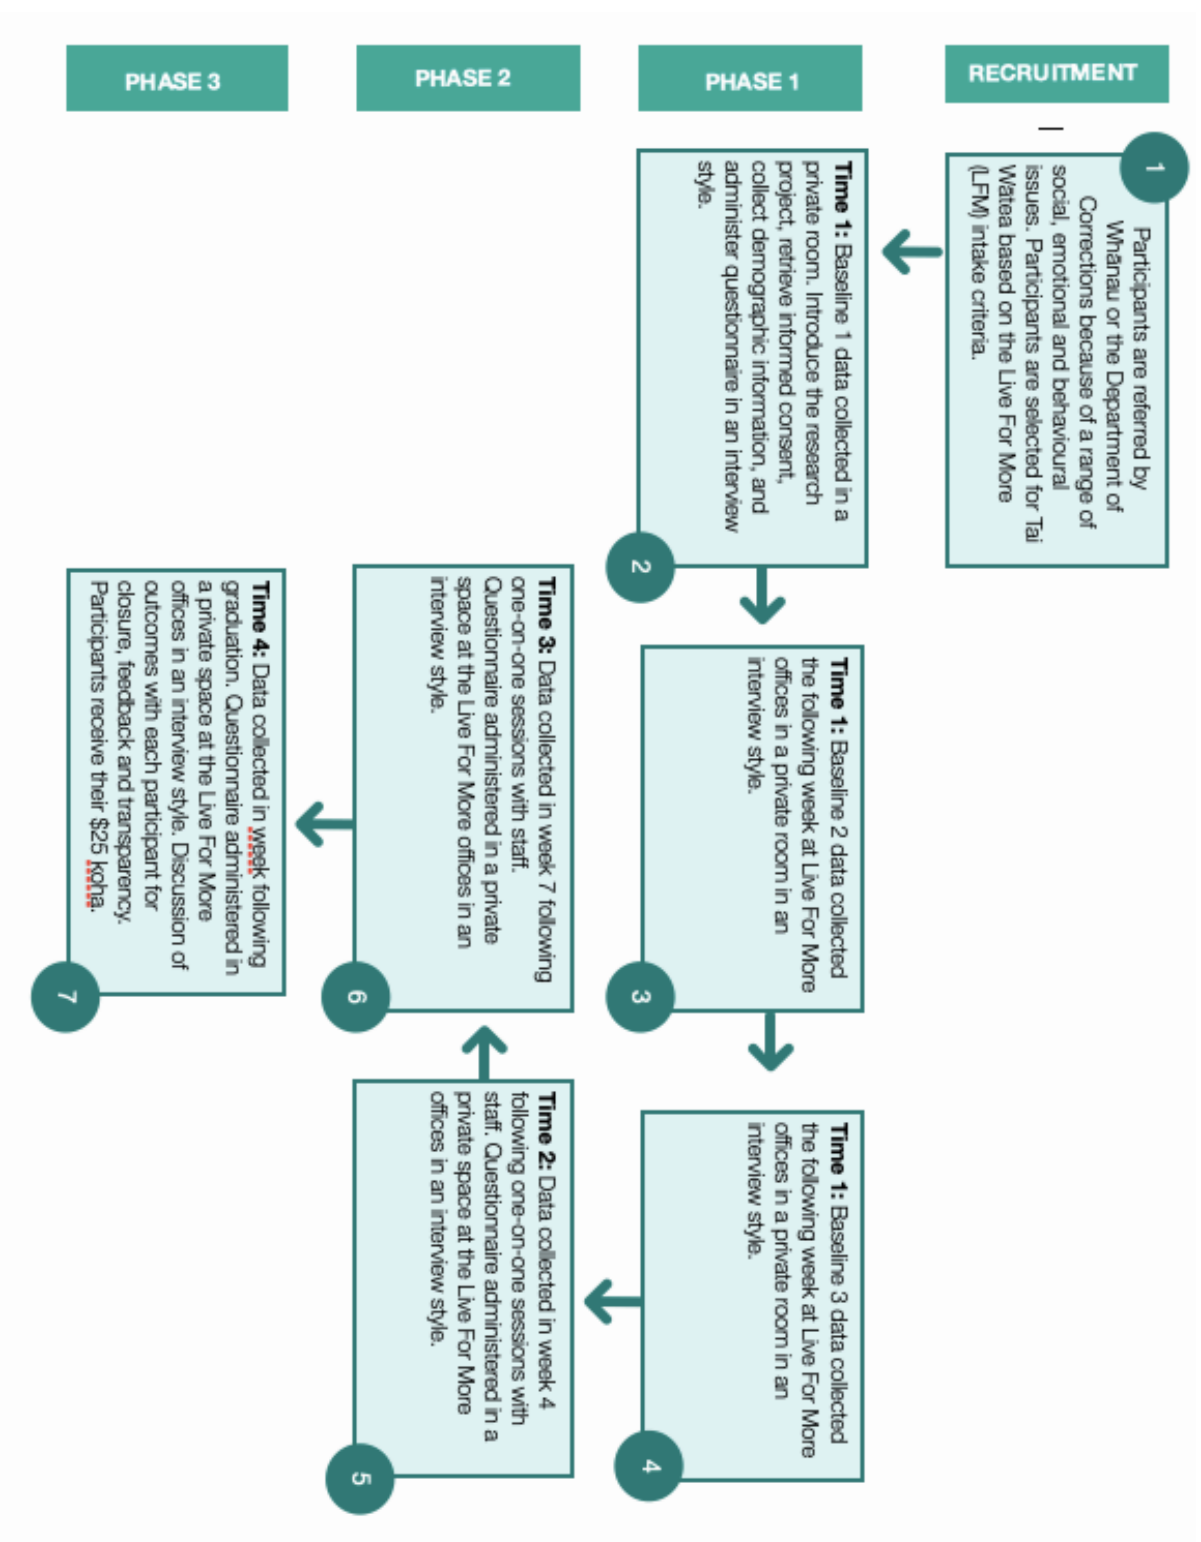 RECRUITMENT
1
Participants are referred by
Whānau or the Department of
Corrections because of a range of
social, emotional and behavioural
issues. Participants are selected for Tai
Wātea based on the Live For More
(LFM) intake criteria.
PHASE 1
Time 1: Baseline 1 data collected in a
private room. Introduce the research
project, retrieve informed consent,
collect demographic information, and
administer questionnaire in an interview
style.
2
Time 1: Baseline 2 data collected
the following week at Live For More
offices in a private room in an
interview style.
3
Time 1: Baseline 3 data collected
the following week at Live For More
offices in a private room in an
interview style.
4
PHASE 2
Time 2: Data collected in week 4
following one-on-one sessions with
staff. Questionnaire administered in a
private space at the Live For More
offices in an interview style.
5
Time 3: Data collected in week 7 following
one-on-one sessions with staff.
Questionnaire administered in a private
space at the Live For More offices in an
interview style.
6
PHASE 3
Time 4: Data collected in week following
graduation. Questionnaire administered in
a private space at the Live For More
offices in an interview style. Discussion of
outcomes with each participant for
closure, feedback and transparency.
Participants receive their $25 koha.
7